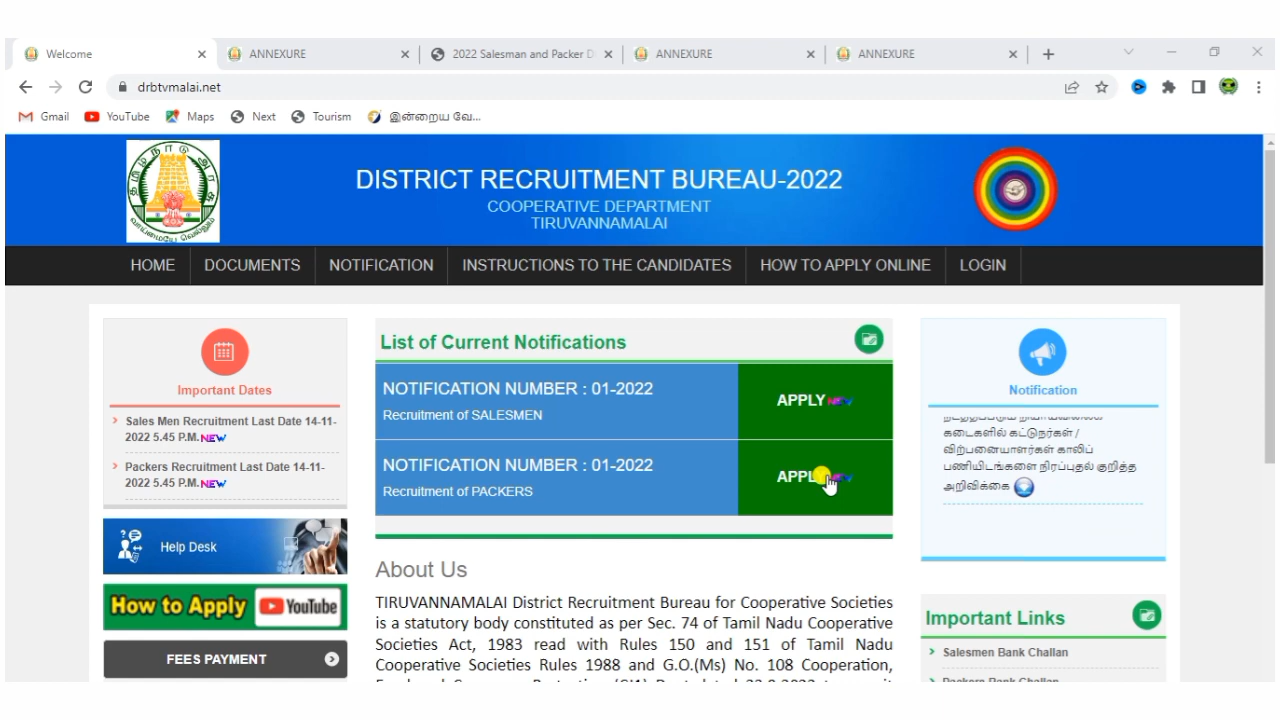 Welcome
ANNEXURE
2022 Salesman and Packer D
ANNEXURE
ANNEXURE
drbtvmalai.net
Gmail
YouTube
Maps
Next
Tourism
இன்றைய வே...
DISTRICT RECRUITMENT BUREAU-2022
COOPERATIVE DEPARTMENT
TIRUVANNAMALAI
HOME
DOCUMENTS
NOTIFICATION
INSTRUCTIONS TO THE CANDIDATES
HOW TO APPLY ONLINE
LOGIN
Important Dates
Sales Men Recruitment Last Date 14-11-
2022 5.45 P.M. NEW
Packers Recruitment Last Date 14-11-
2022 5.45 P.M. NEW
Help Desk
How to Apply YouTube
FEES PAYMENT
List of Current Notifications
NOTIFICATION NUMBER : 01-2022
Recruitment of SALESMEN
APPLY NEW
NOTIFICATION NUMBER : 01-2022
Recruitment of PACKERS
About Us
TIRUVANNAMALAI District Recruitment Bureau for Cooperative Societies
is a statutory body constituted as per Sec. 74 of Tamil Nadu Cooperative
Societies Act, 1983 read with Rules 150 and 151 of Tamil Nadu
Cooperative Societies Rules 1988 and G.O.(Ms) No. 108 Cooperation,
Notification
கடைகளில் கட்டுநர்கள் /
விற்பனையாளர்கள் காலிப்
பணியிடங்களை நிரப்புதல் குறித்த
அறிவிக்கை
Important Links
Salesmen Bank Challan
Packers Bank Challan